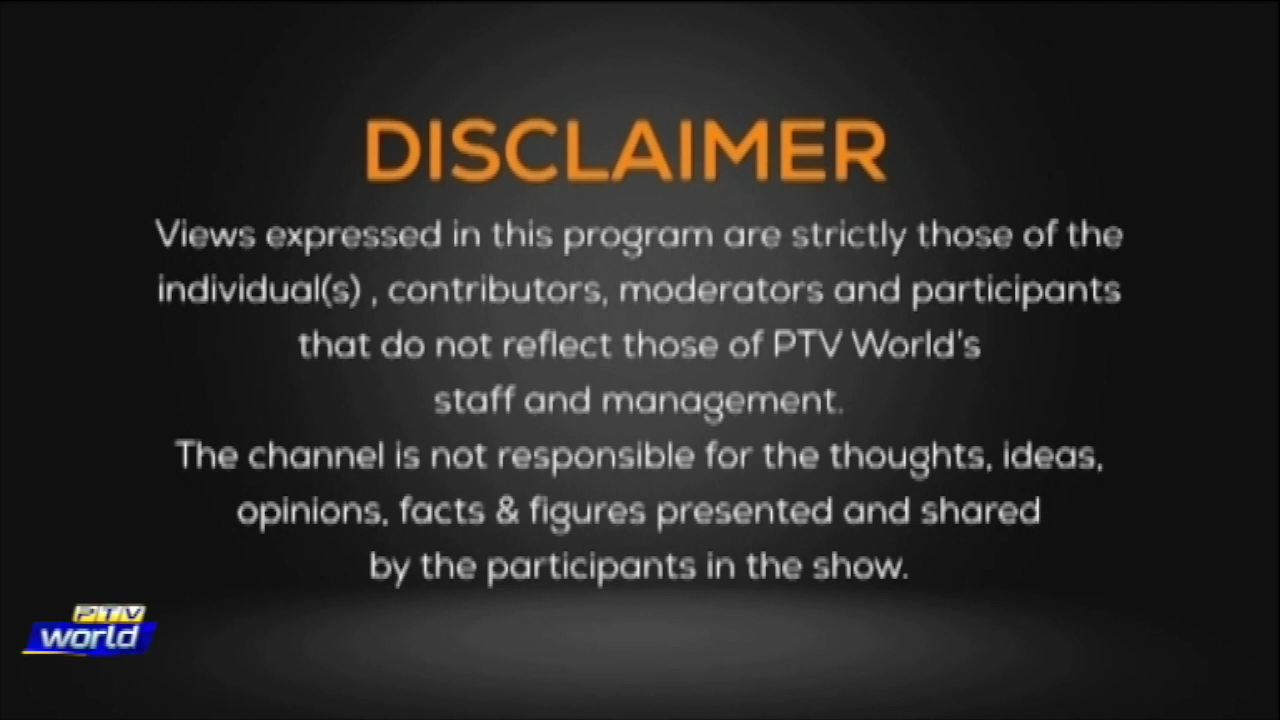 DISCLAIMER
Views expressed in this program are strictly those of the
individual(s) , contributors, moderators and participants
that do not reflect those of PTV World's
staff and management.
The channel is not responsible for the thoughts, ideas,
opinions, facts & figures presented and shared
by the participants in the show.
PTV
world